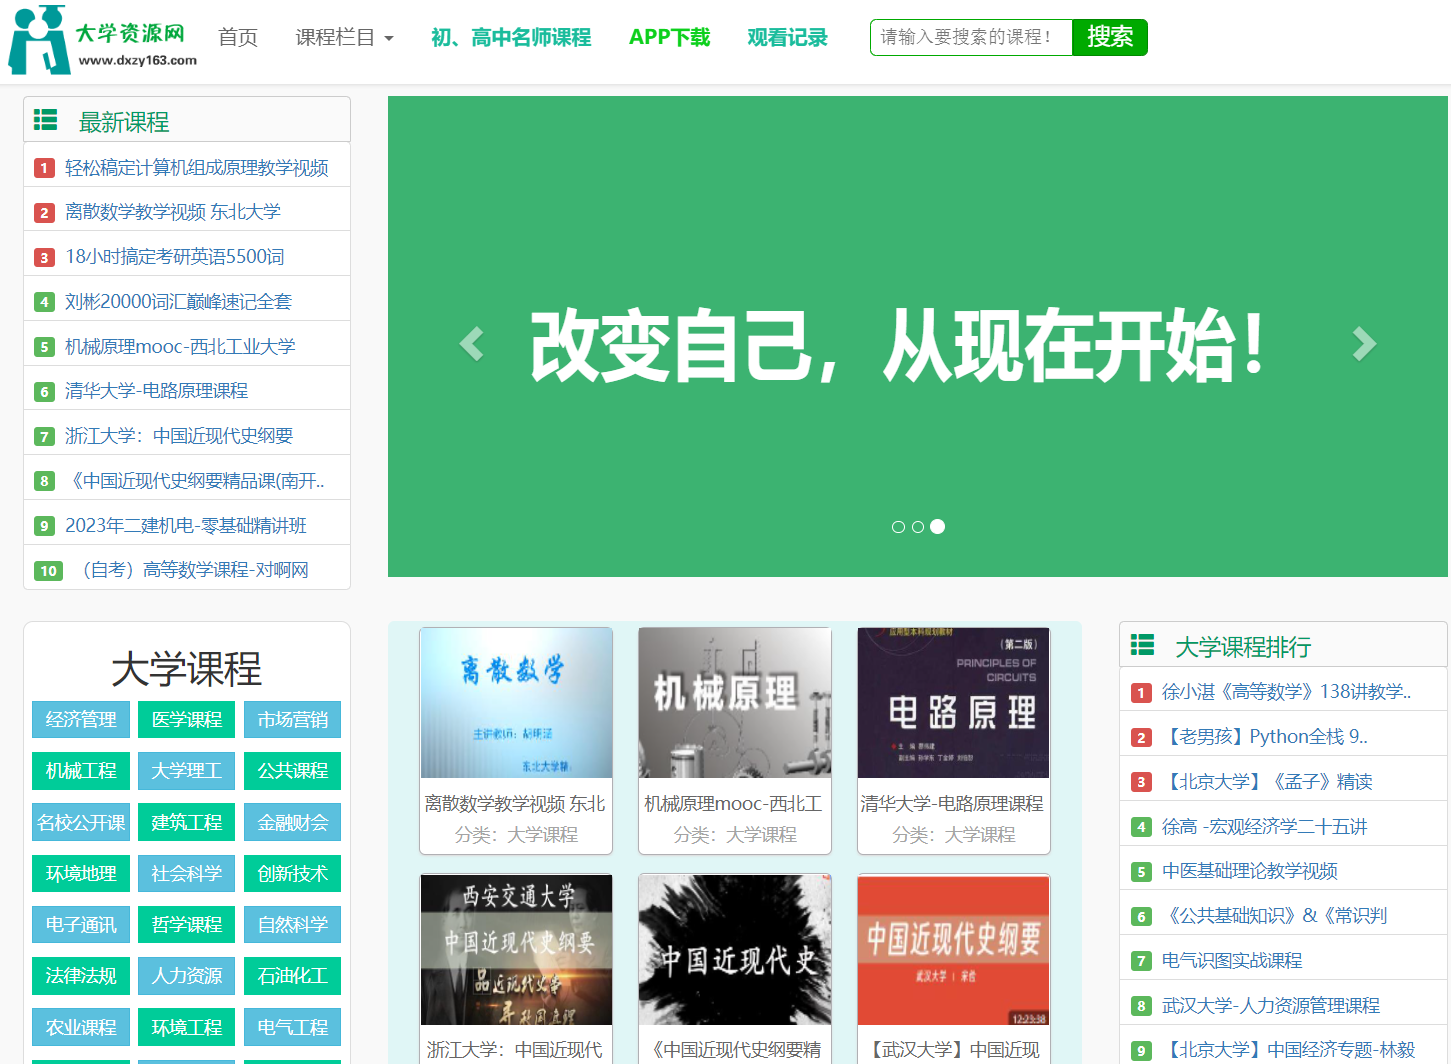 大学资源网
www.dxzy163.com
首页
课程栏目
初、高中名师课程
APP下载
观看记录
请输入要搜索的课程！
搜索
最新课程
1 轻松稿定计算机组成原理教学视频
2 离散数学教学视频 东北大学
3 18小时搞定考研英语5500词
4 刘彬20000词汇巅峰速记全套
5 机械原理mooc-西北工业大学
6 清华大学-电路原理课程
7 浙江大学：中国近现代史纲要
8 《中国近现代史纲要精品课(南开..
9 2023年二建机电-零基础精讲班
10 （自考）高等数学课程-对啊网
改变自己，从现在开始！
大学课程
经济管理 医学课程 市场营销
机械工程 大学理工 公共课程
名校公开课 建筑工程 金融财会
环境地理 社会科学 创新技术
电子通讯 哲学课程 自然科学
法律法规 人力资源 石油化工
农业课程 环境工程 电气工程
离散数学
主讲教师：胡明涵
东北大学精
离散数学教学视频 东北
分类：大学课程
机械原理
机械原理mooc-西北工
分类：大学课程
应用型本科规划教材
（第二版）
PRINCIPLES OF
CIRCUITS
电路原理
清华大学-电路原理课程
分类：大学课程
西安交通大学
中国近现代史纲要
品近现代史事
浙江大学：中国近现代
中国近现代史
《中国近现代史纲要精
中国近现代史纲要
武汉大学 | 宋俭
12:23:38
【武汉大学】中国近现
大学课程排行
1 徐小湛《高等数学》138讲教学..
2 【老男孩】Python全栈 9..
3 【北京大学】《孟子》精读
4 徐高 -宏观经济学二十五讲
5 中医基础理论教学视频
6 《公共基础知识》&《常识判
7 电气识图实战课程
8 武汉大学-人力资源管理课程
9 【北京大学】中国经济专题-林毅